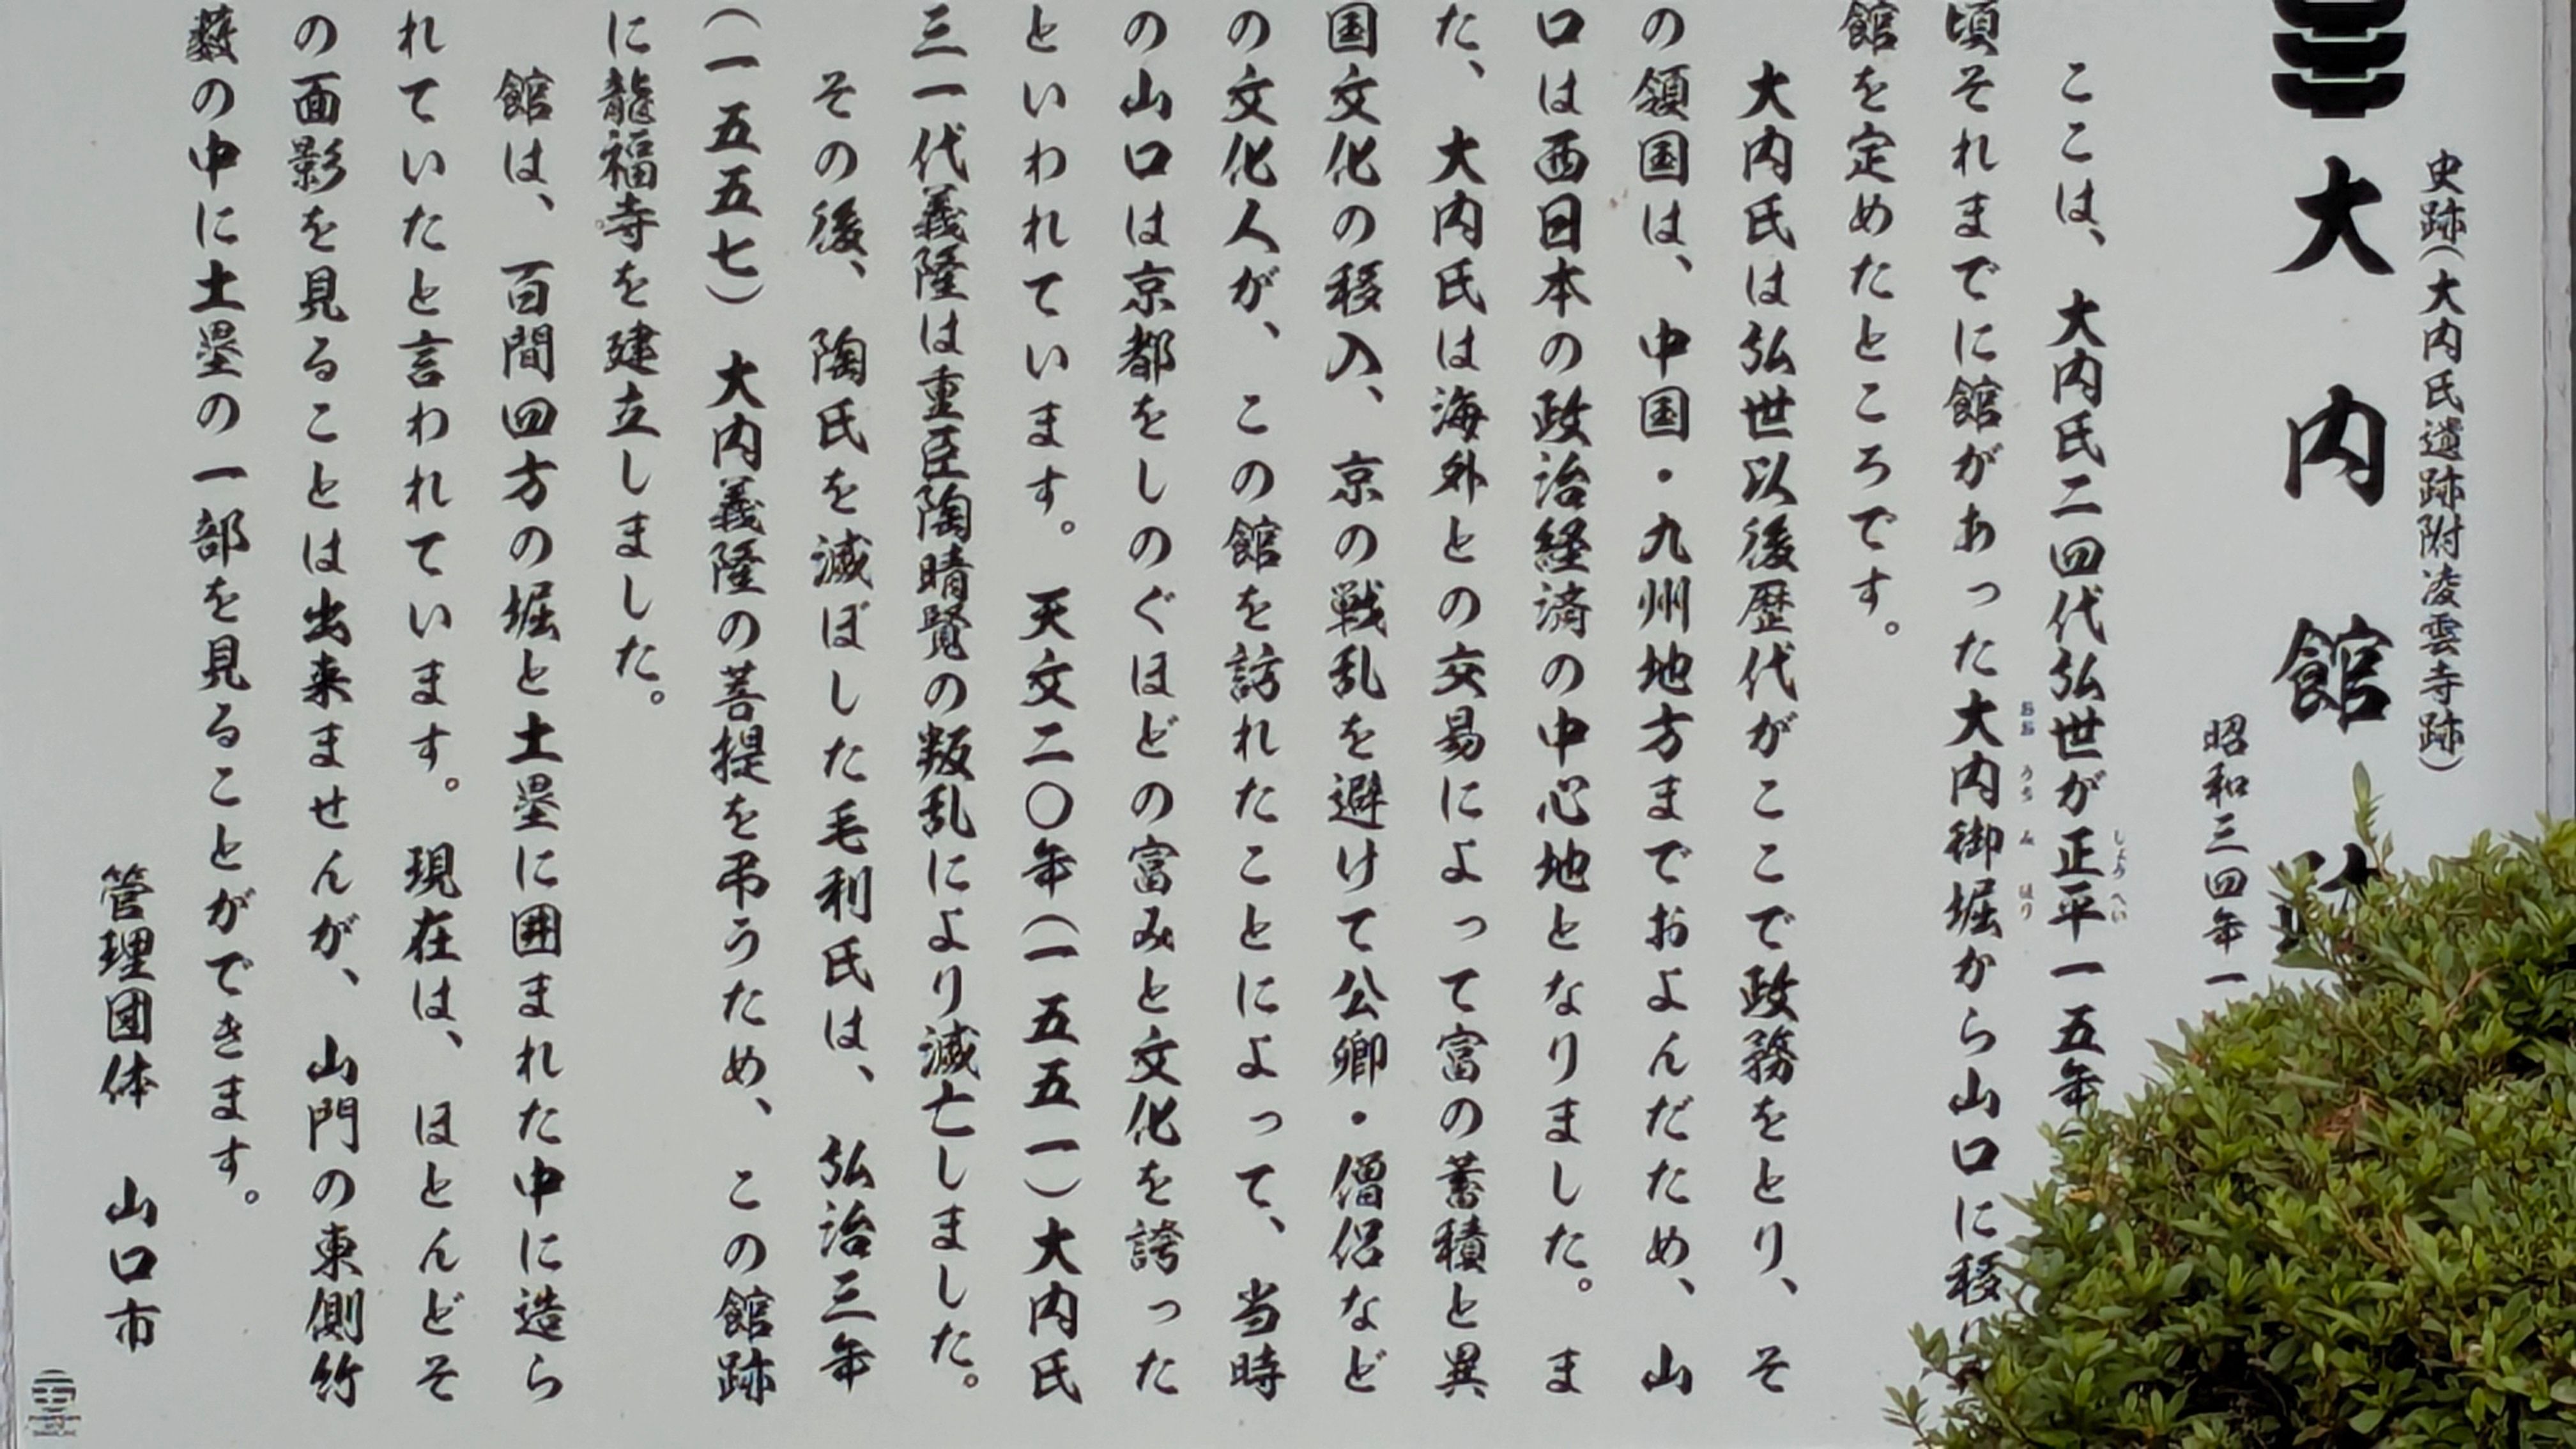 史跡(大内氏遺跡附凌雲寺跡)
大内館
昭和三四年一
ここは、大内氏二四代弘世が正平一五年
しょうへい
頃それまでに館があった大内御堀から山口に移
おお うち み ほり
館を定めたところです。
大内氏は弘世以後歴代がここで政務をとり、そ
の領国は、中国・九州地方までおよんだため、山
口は西日本の政治経済の中心地となりました。ま
た、大内氏は海外との交易によって富の蓄積と異
国文化の移入、京の戦乱を避けて公卿・僧侶など
の文化人が、この館を訪れたことによって、当時
の山口は京都をしのぐほどの富みと文化を誇った
といわれています。天文二〇年(一五五一)大内氏
三一代義隆は重臣陶晴賢の叛乱により滅亡しました。
その後、陶氏を滅ぼした毛利氏は、弘治三年
(一五五七)大内義隆の菩提を弔うため、この館跡
に龍福寺を建立しました。
館は、百間四方の堀と土塁に囲まれた中に造ら
れていたと言われています。現在は、ほとんどそ
の面影を見ることは出来ませんが、山門の東側竹
薮の中に土塁の一部を見ることができます。
管理団体 山口市